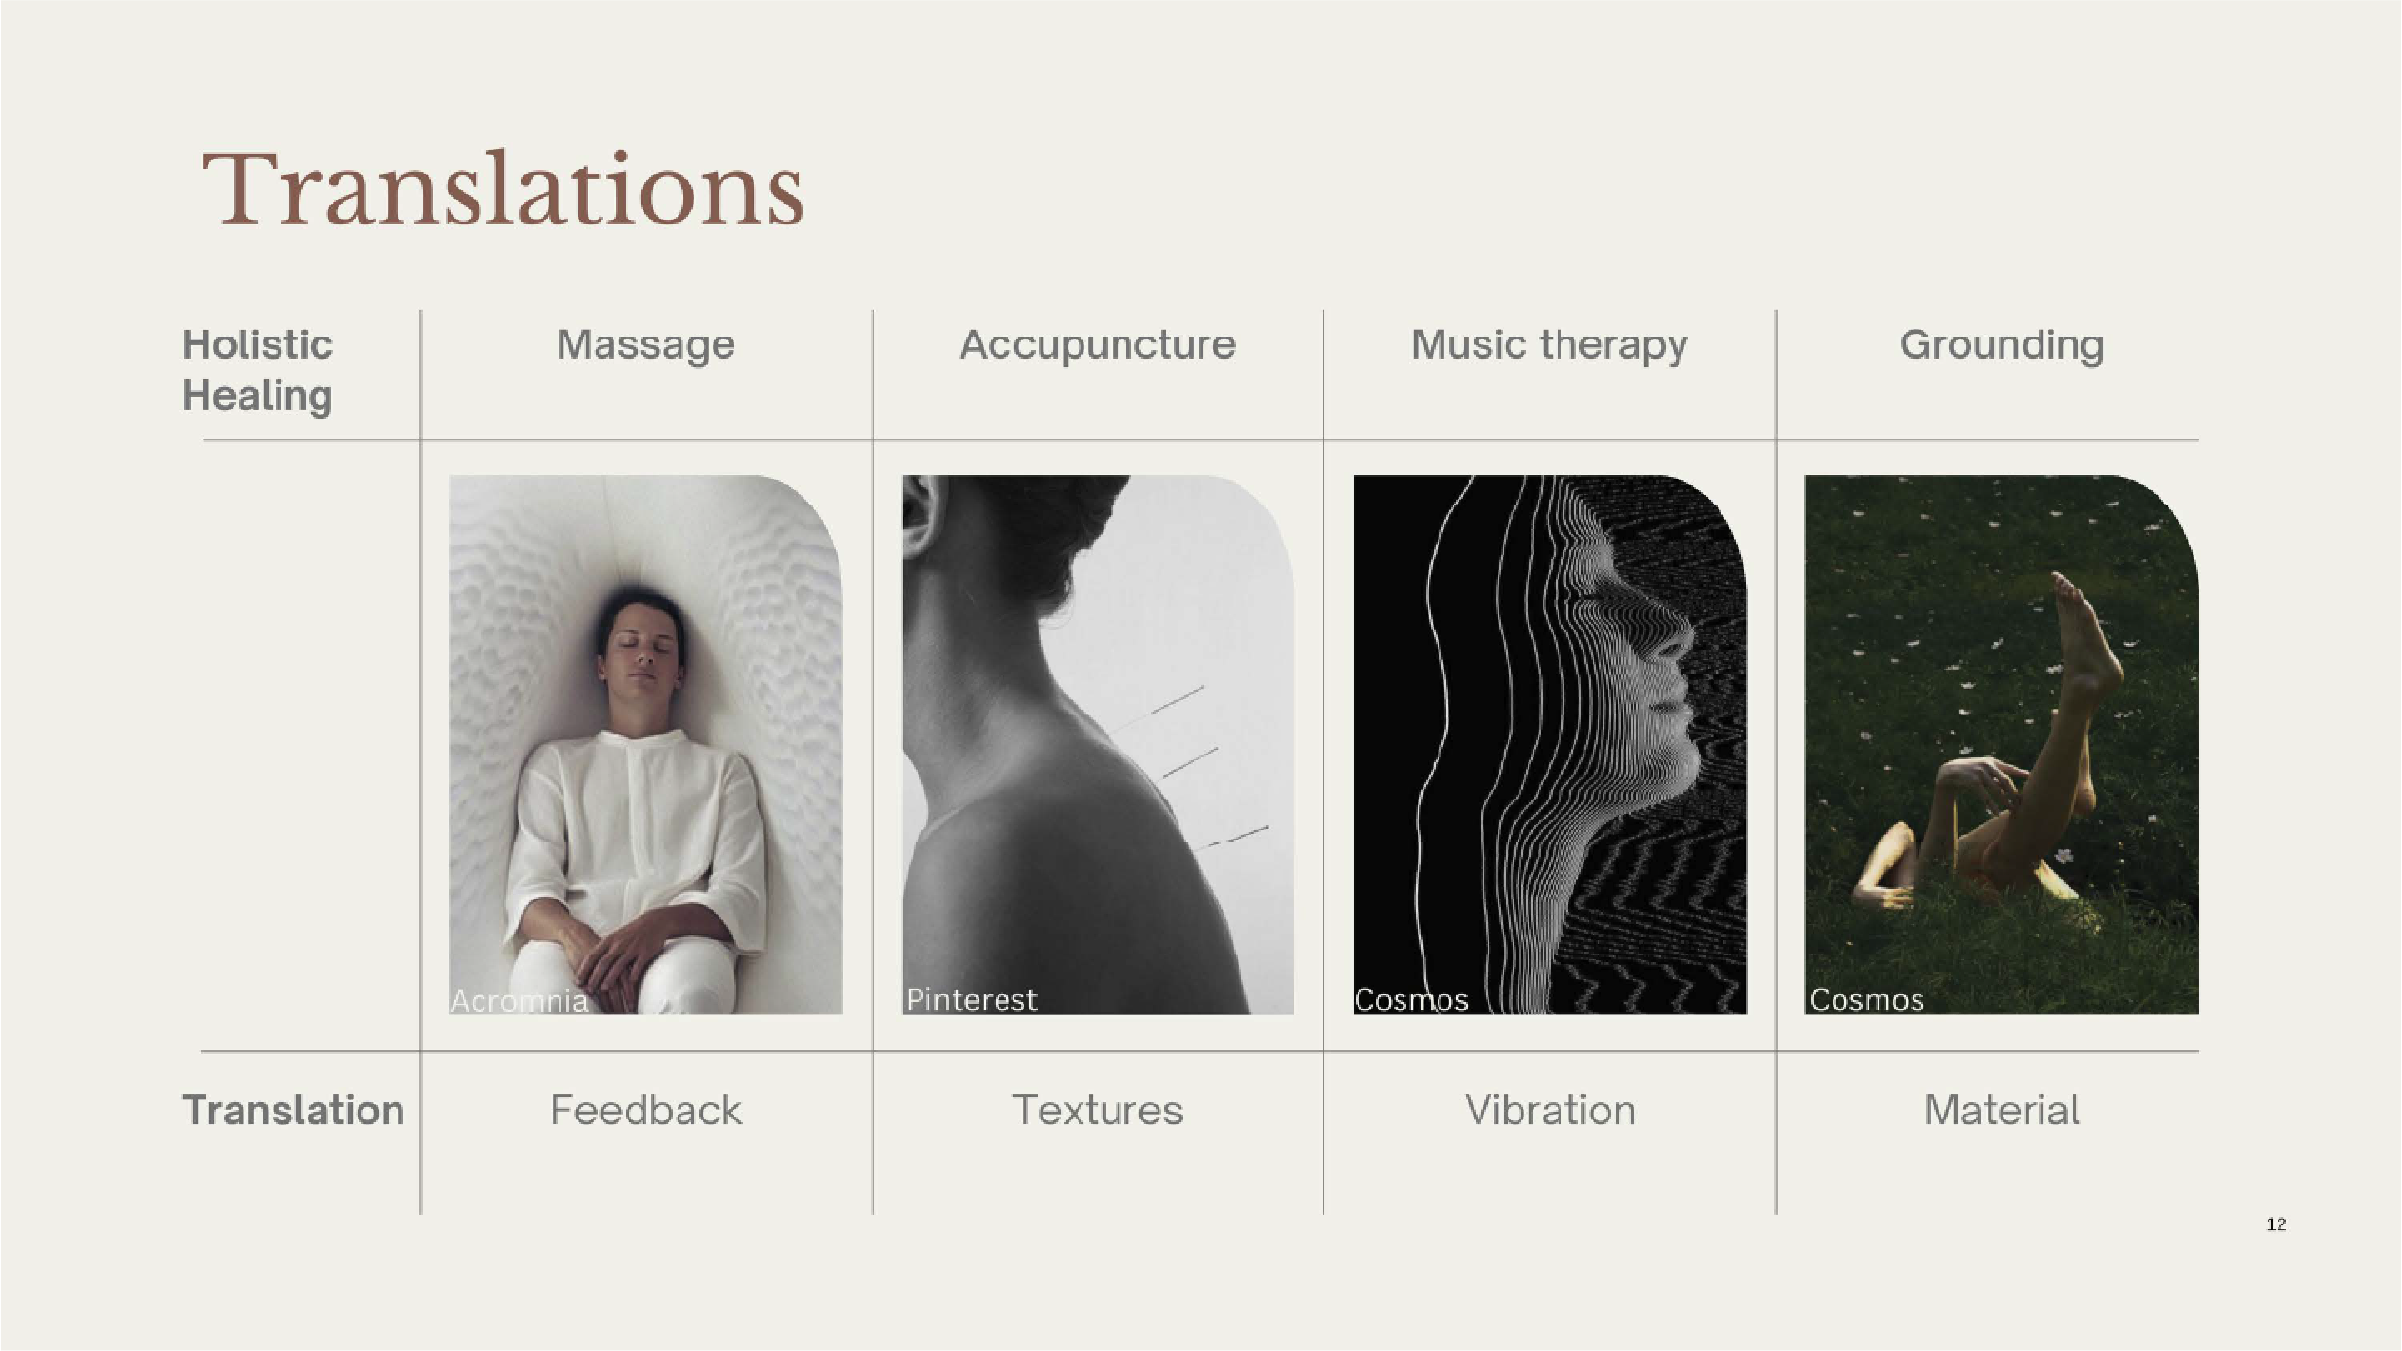 Translations
Holistic
Healing
Massage
Accupuncture
Music therapy
Grounding
Acromnia
Pinterest
Cosmos
Cosmos
Translation
Feedback
Textures
Vibration
Material
12